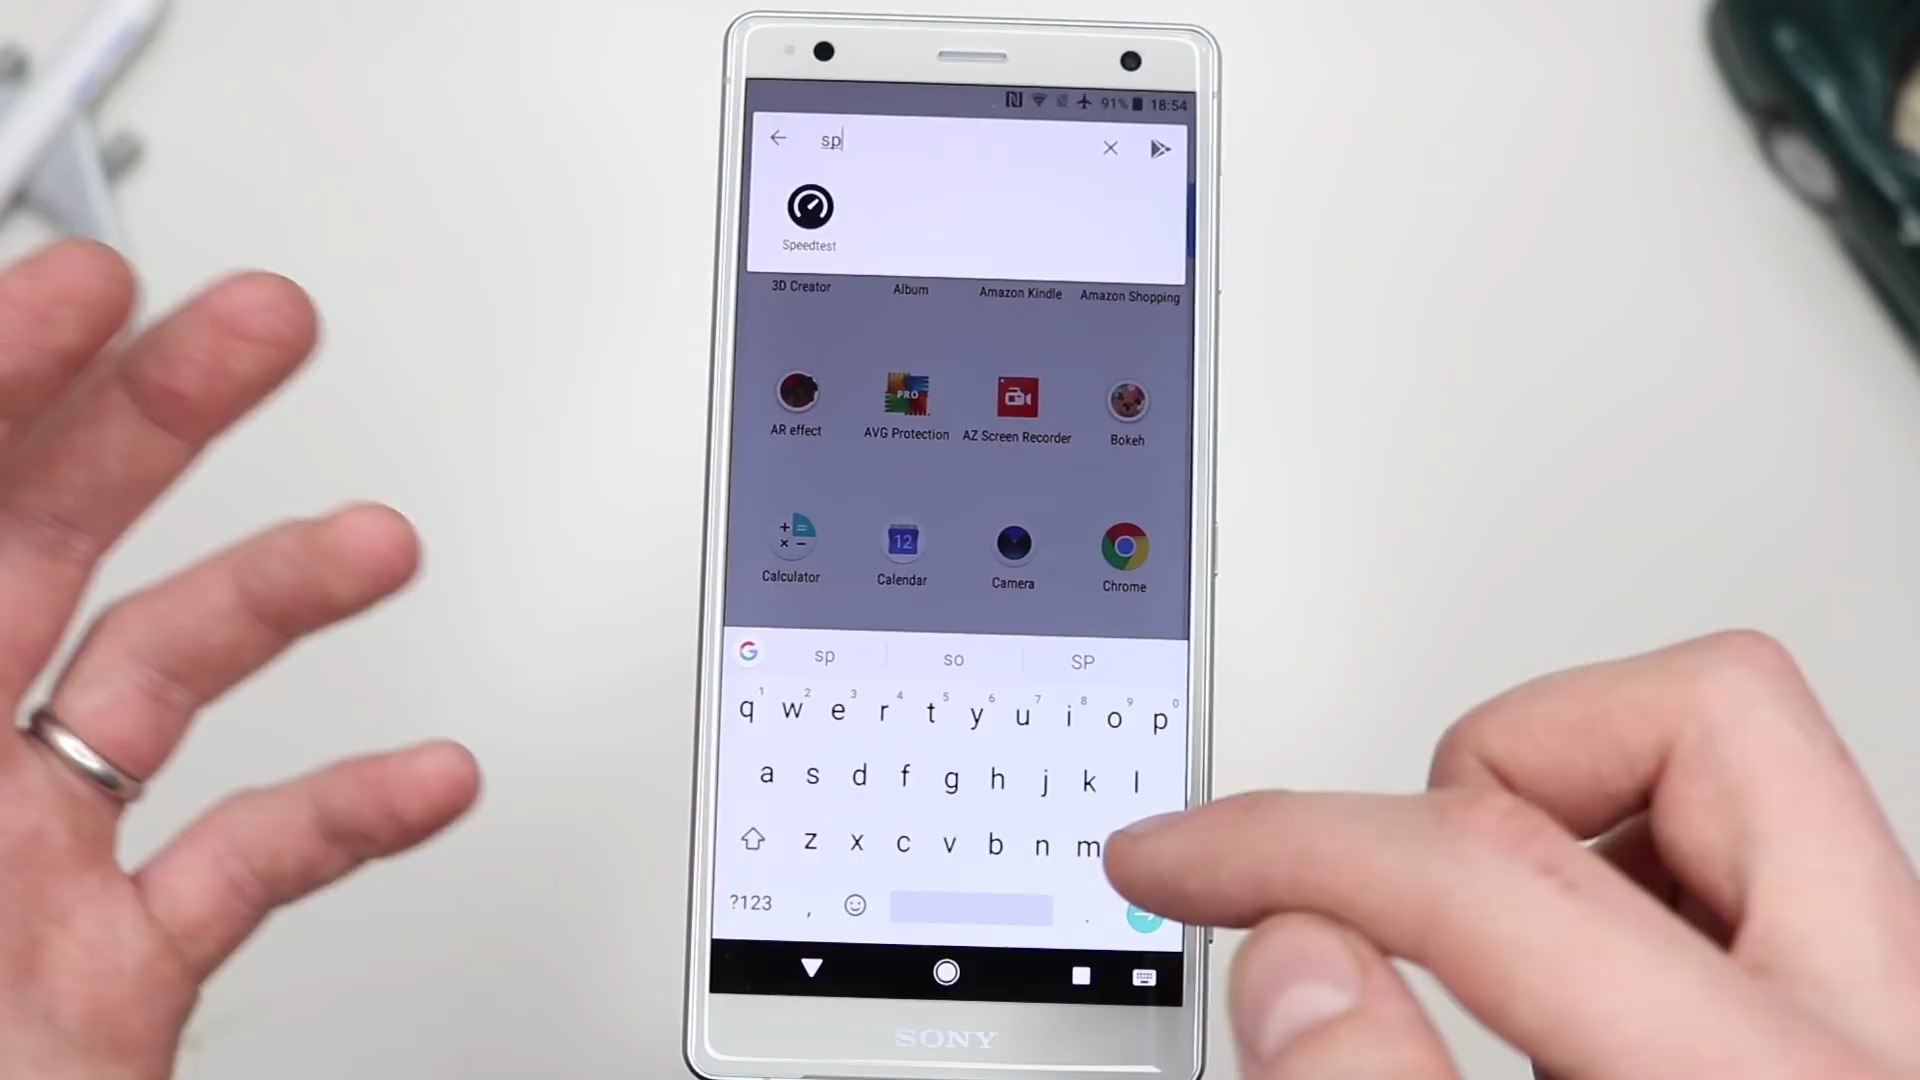 91% 18:54
sp
Speedtest
3D Creator Album Amazon Kindle Amazon Shopping
PRO
AR effect AVG Protection AZ Screen Recorder Bokeh
12
Calculator Calendar Camera Chrome
sp so SP
1 2 3 4 5 6 7 8 9 0
q w e r t y u i o p
a s d f g h j k l
z x c v b n m
?123 , .
SONY